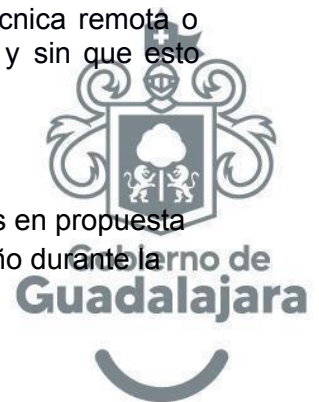 cnica remota o
y sin que esto
s en propuesta
ño durante la
Gobierno de
Guadalajara